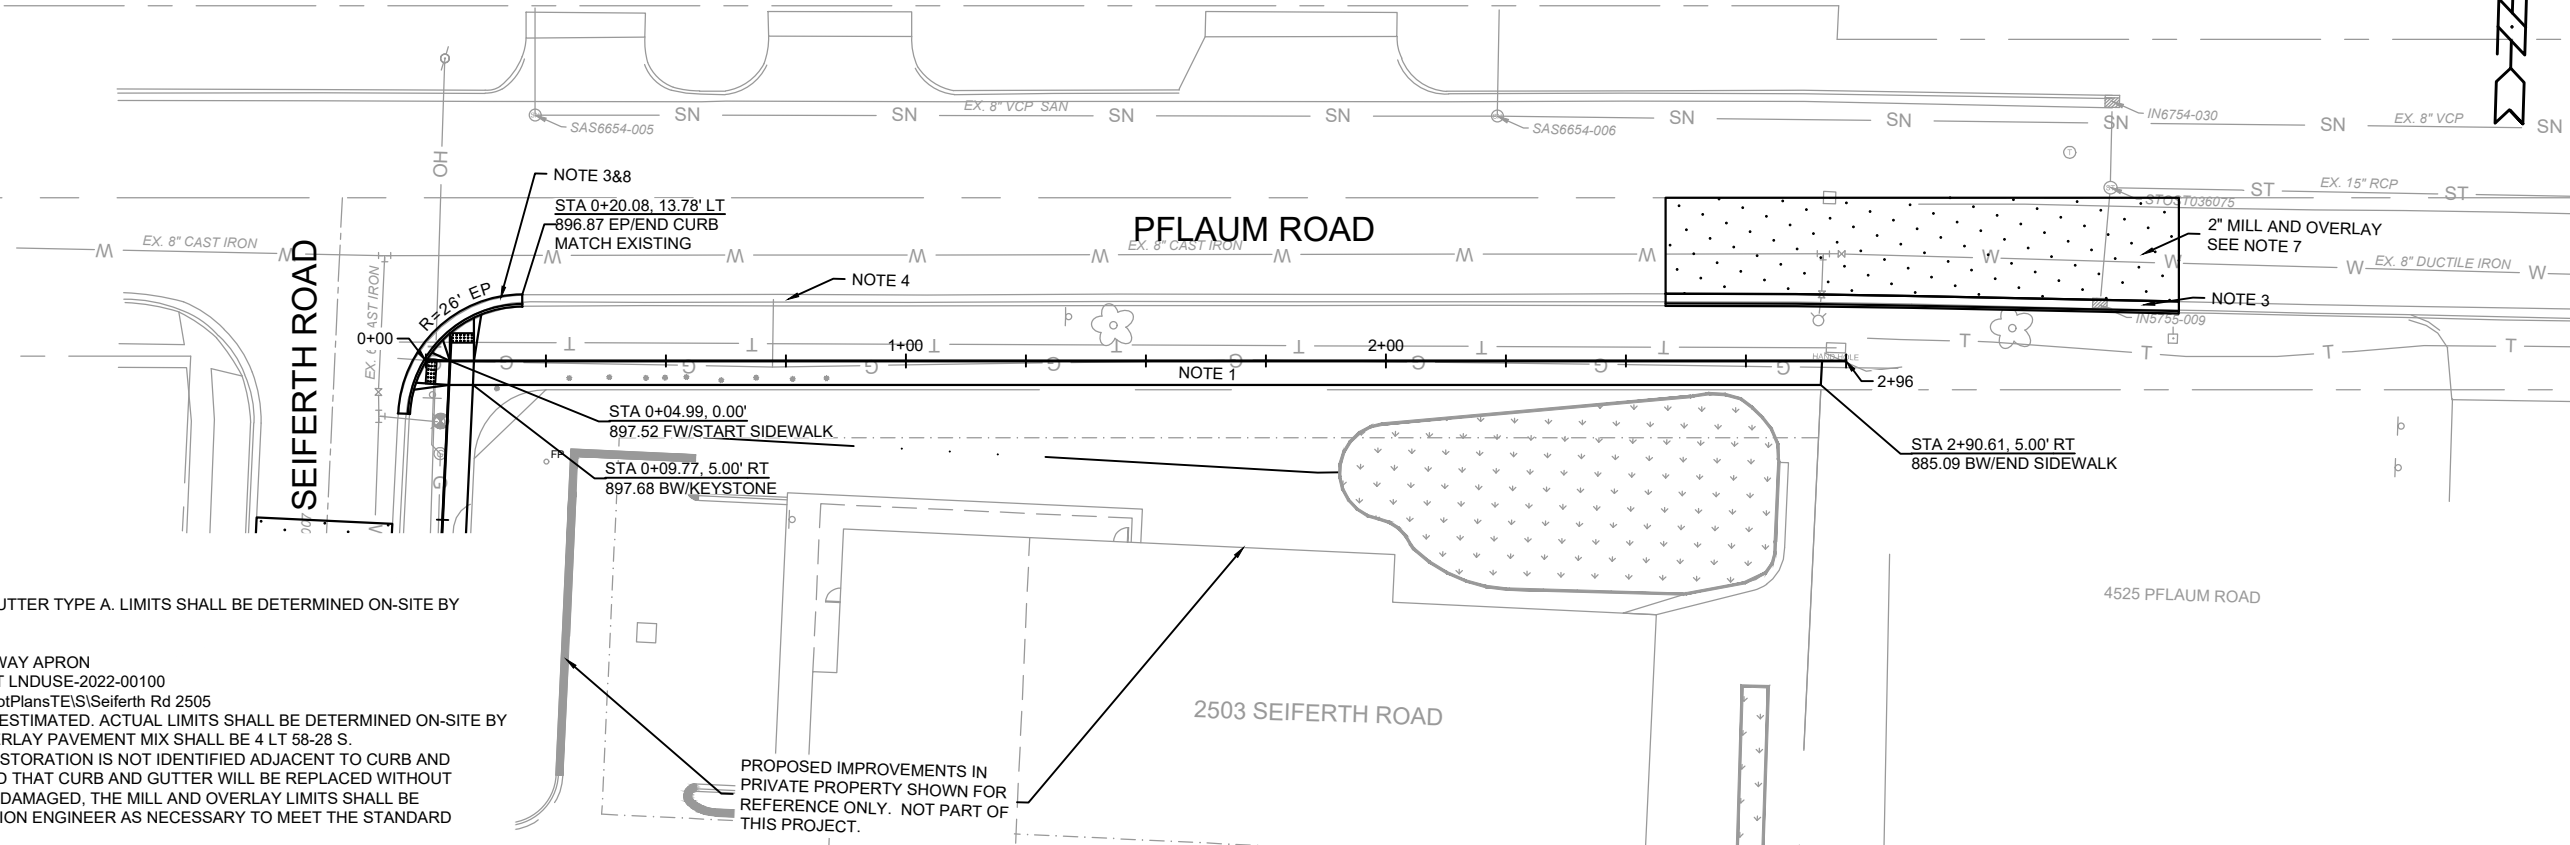 EX. 8" VCP SAN
SN SN SN SN SN SN SN SN SN
SAS6654-005
SAS6654-006
IN6754-030
EX. 8" VCP
OH
NOTE 3&8
STA 0+20.08, 13.78' LT
896.87 EP/END CURB
MATCH EXISTING
PFLAUM ROAD
EX. 8" CAST IRON
EX. 8" CAST IRON
W W W W W W W W W W W W W
ST
EX. 15" RCP
ST
STOST036075
2" MILL AND OVERLAY
SEE NOTE 7
EX. 8" DUCTILE IRON
NOTE 3
IN5755-009
NOTE 4
SEIFERTH ROAD
R=26' EP
0+00
1+00
2+00
T T T T T T T T T T
G G G G G G G G G
HANDHOLE
NOTE 1
2+96
STA 0+04.99, 0.00'
897.52 FW/START SIDEWALK
STA 0+09.77, 5.00' RT
897.68 BW/KEYSTONE
FP
STA 2+90.61, 5.00' RT
885.09 BW/END SIDEWALK
4525 PFLAUM ROAD
2503 SEIFERTH ROAD
PROPOSED IMPROVEMENTS IN
PRIVATE PROPERTY SHOWN FOR
REFERENCE ONLY. NOT PART OF
THIS PROJECT.
UTTER TYPE A. LIMITS SHALL BE DETERMINED ON-SITE BY
WAY APRON
T LNDUSE-2022-00100
otPlansTE\S\Seiferth Rd 2505
ESTIMATED. ACTUAL LIMITS SHALL BE DETERMINED ON-SITE BY
ERLAY PAVEMENT MIX SHALL BE 4 LT 58-28 S.
STORATION IS NOT IDENTIFIED ADJACENT TO CURB AND
D THAT CURB AND GUTTER WILL BE REPLACED WITHOUT
DAMAGED, THE MILL AND OVERLAY LIMITS SHALL BE
ION ENGINEER AS NECESSARY TO MEET THE STANDARD